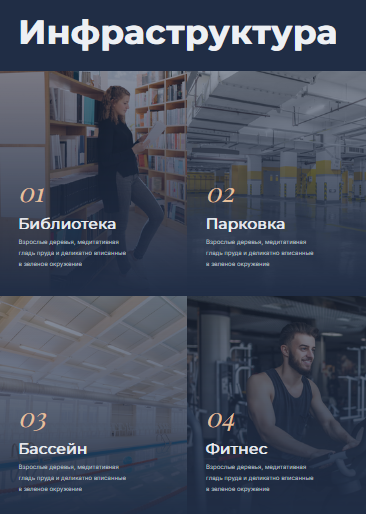 Инфраструктура
01
Библиотека
Взрослые деревья, медитативная
гладь пруда и деликатно вписанные
в зеленое окружение
02
Парковка
Взрослые деревья, медитативная
гладь пруда и деликатно вписанные
в зеленое окружение
03
Бассейн
Взрослые деревья, медитативная
гладь пруда и деликатно вписанные
в зеленое окружение
04
Фитнес
Взрослые деревья, медитативная
гладь пруда и деликатно вписанные
в зеленое окружение